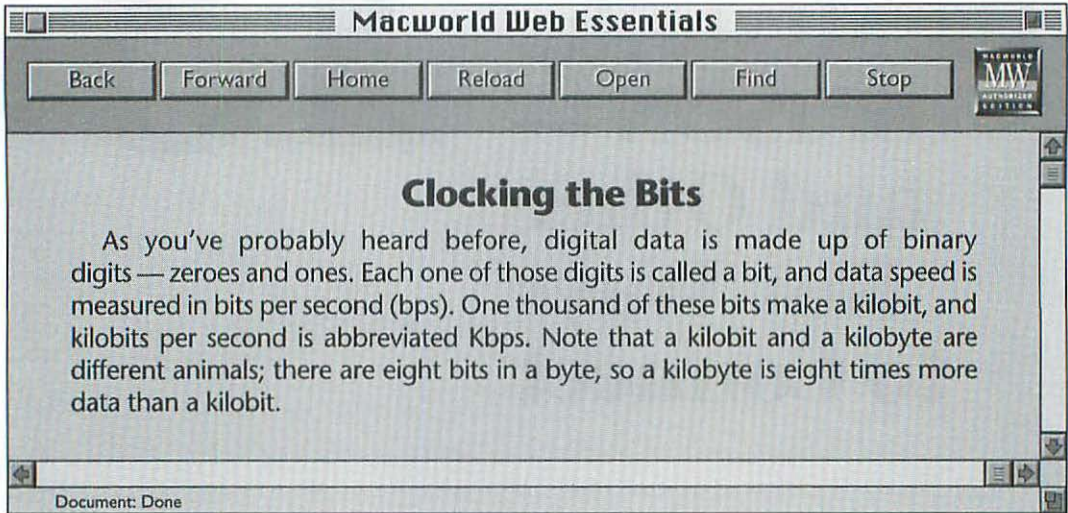 Macworld Web Essentials
Back Forward Home Reload Open Find Stop
MACWORLD
MW
AUTHORIZED
EDITION
Clocking the Bits
As you've probably heard before, digital data is made up of binary
digits — zeroes and ones. Each one of those digits is called a bit, and data speed is
measured in bits per second (bps). One thousand of these bits make a kilobit, and
kilobits per second is abbreviated Kbps. Note that a kilobit and a kilobyte are
different animals; there are eight bits in a byte, so a kilobyte is eight times more
data than a kilobit.
Document: Done